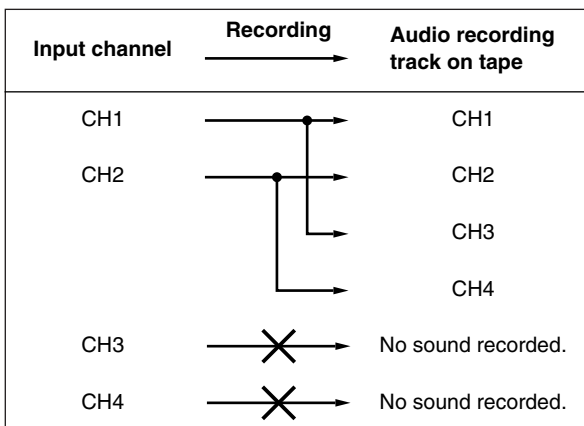 Input channel
Recording
Audio recording
track on tape
CH1
CH1
CH2
CH2
CH3
CH4
CH3
No sound recorded.
CH4
No sound recorded.